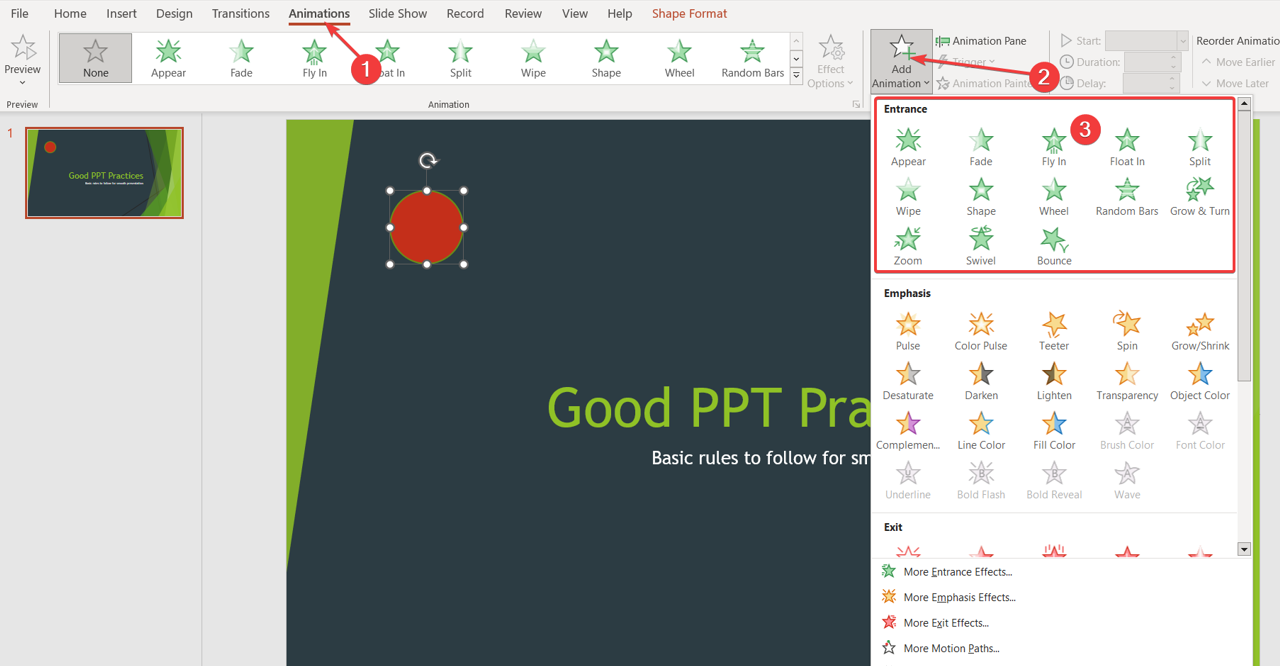 File Home Insert Design Transitions Animations Slide Show Record Review View Help Shape Format
Preview
None Appear Fade Fly In Float In Split Wipe Shape Wheel Random Bars
Effect Options
Add Animation
Animation Pane
Trigger
Animation Painter
Start:
Duration:
Delay:
Reorder Animatio
Move Earlier
Move Later
Preview Animation
1
2
3
1
Good PPT Practices
Basic rules to follow for smooth presentation
Good PPT Pra
Basic rules to follow for sm
Entrance
Appear Fade Fly In Float In Split
Wipe Shape Wheel Random Bars Grow & Turn
Zoom Swivel Bounce
Emphasis
Pulse Color Pulse Teeter Spin Grow/Shrink
Desaturate Darken Lighten Transparency Object Color
Complemen... Line Color Fill Color Brush Color Font Color
Underline Bold Flash Bold Reveal Wave
Exit
More Entrance Effects...
More Emphasis Effects...
More Exit Effects...
More Motion Paths...